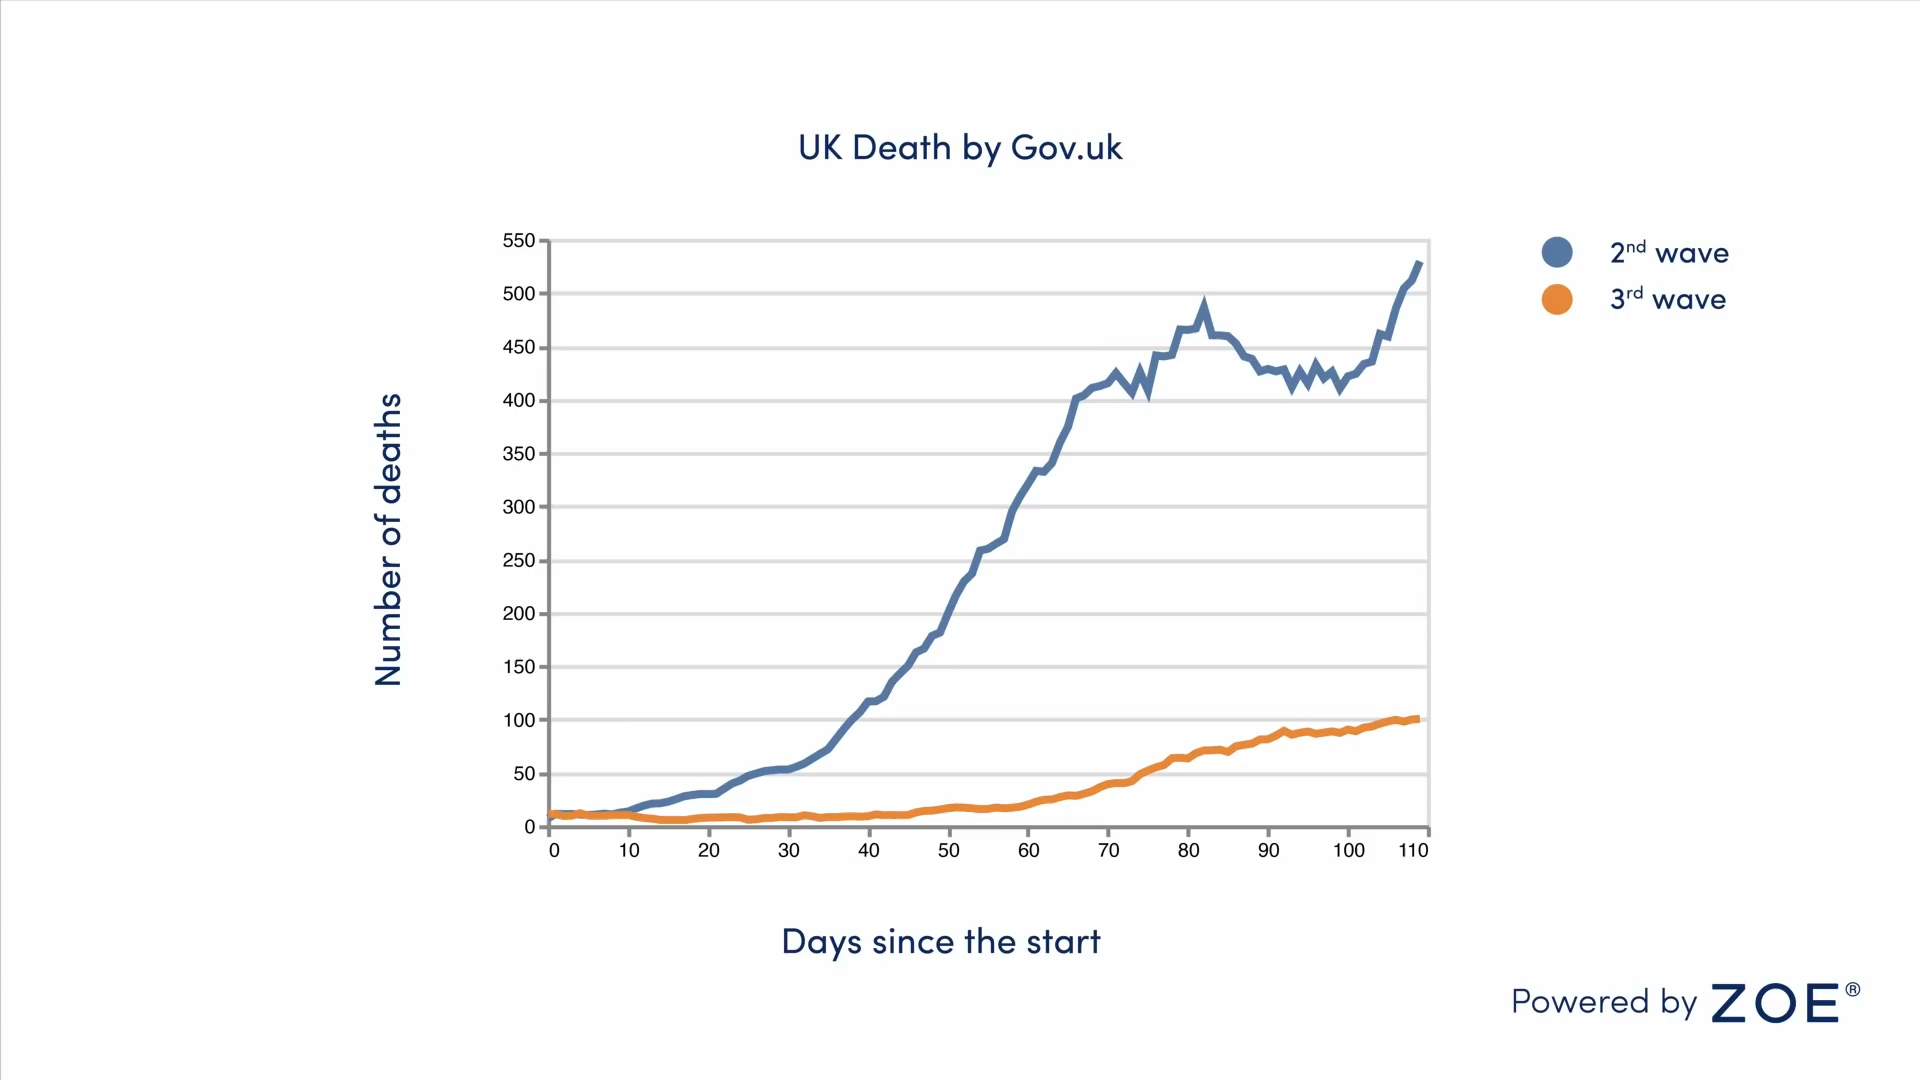 UK Death by Gov.uk
2nd wave
3rd wave
Number of deaths
550
500
450
400
350
300
250
200
150
100
50
0
0 10 20 30 40 50 60 70 80 90 100 110
Days since the start
Powered by ZOE®